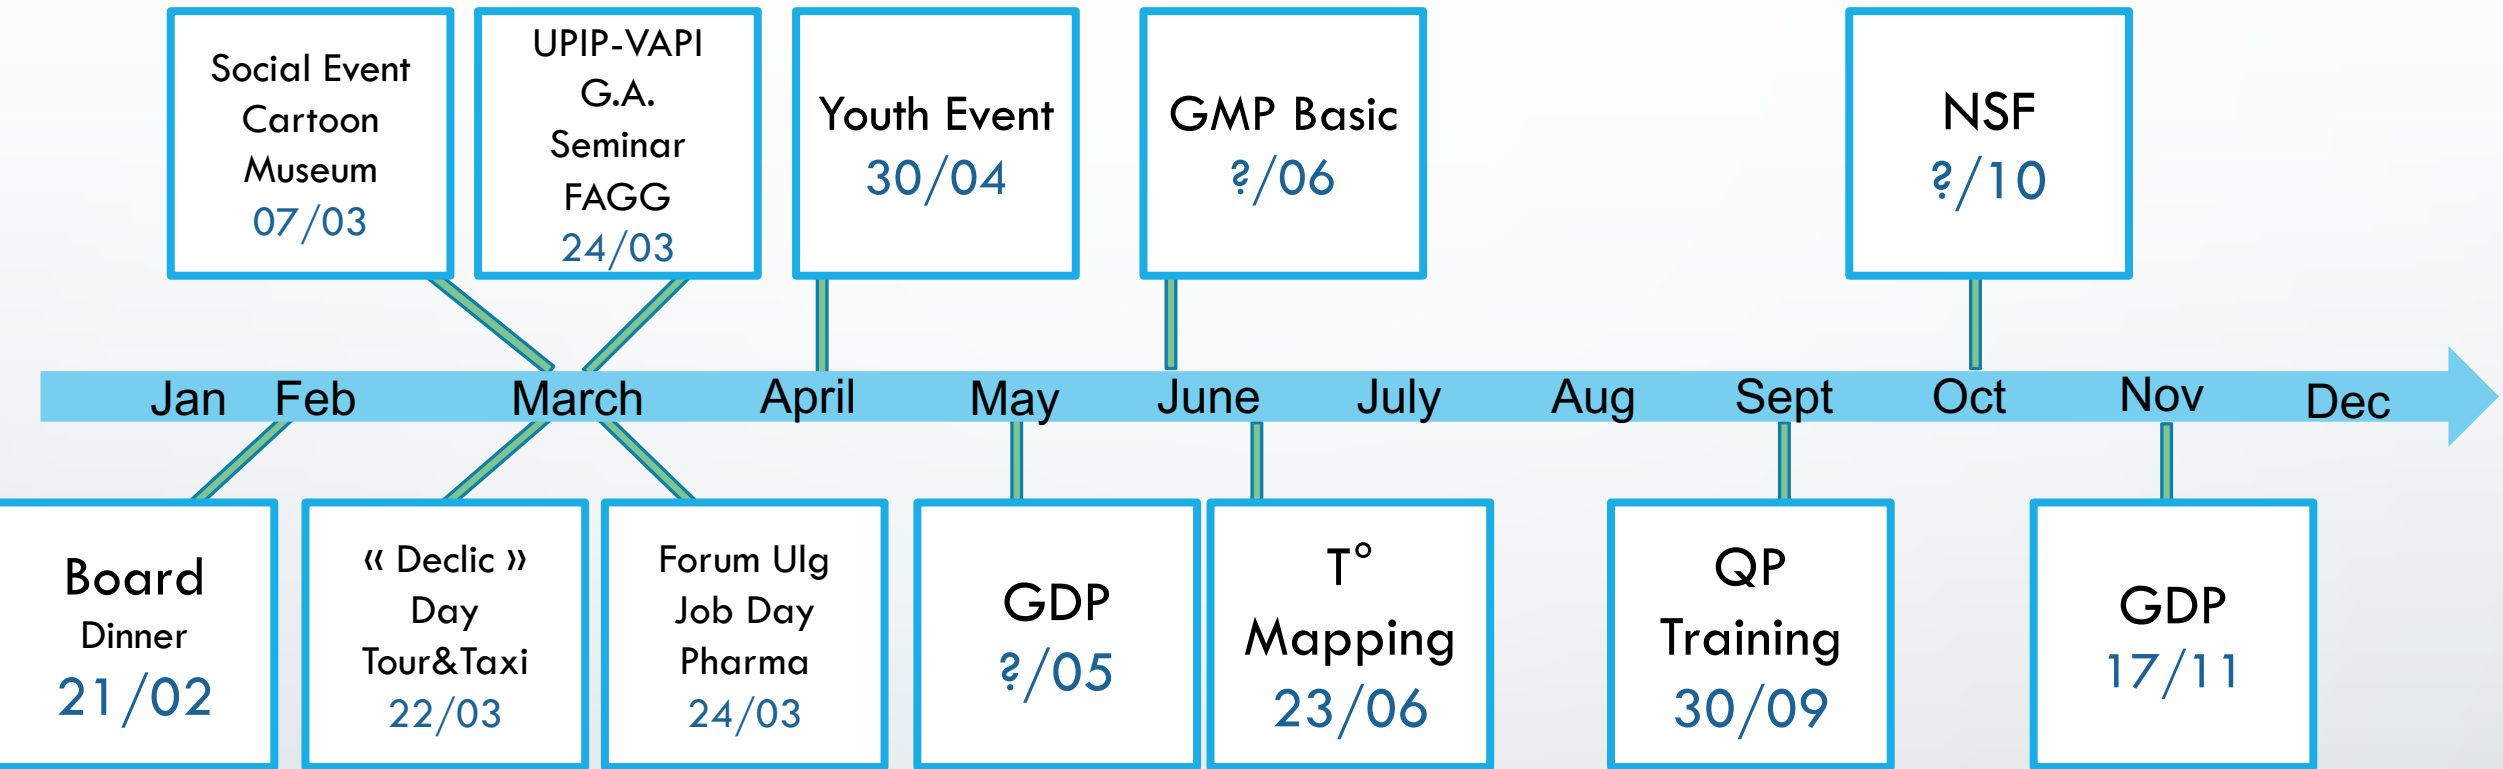 Social Event
Cartoon
Museum
07/03
UPIP-VAPI
G.A.
Seminar
FAGG
24/03
Youth Event
30/04
GMP Basic
?/06
NSF
?/10
Jan Feb March April May June July Aug Sept Oct Nov Dec
Board
Dinner
21/02
« Declic »
Day
Tour&Taxi
22/03
Forum Ulg
Job Day
Pharma
24/03
GDP
?/05
T°
Mapping
23/06
QP
Training
30/09
GDP
17/11